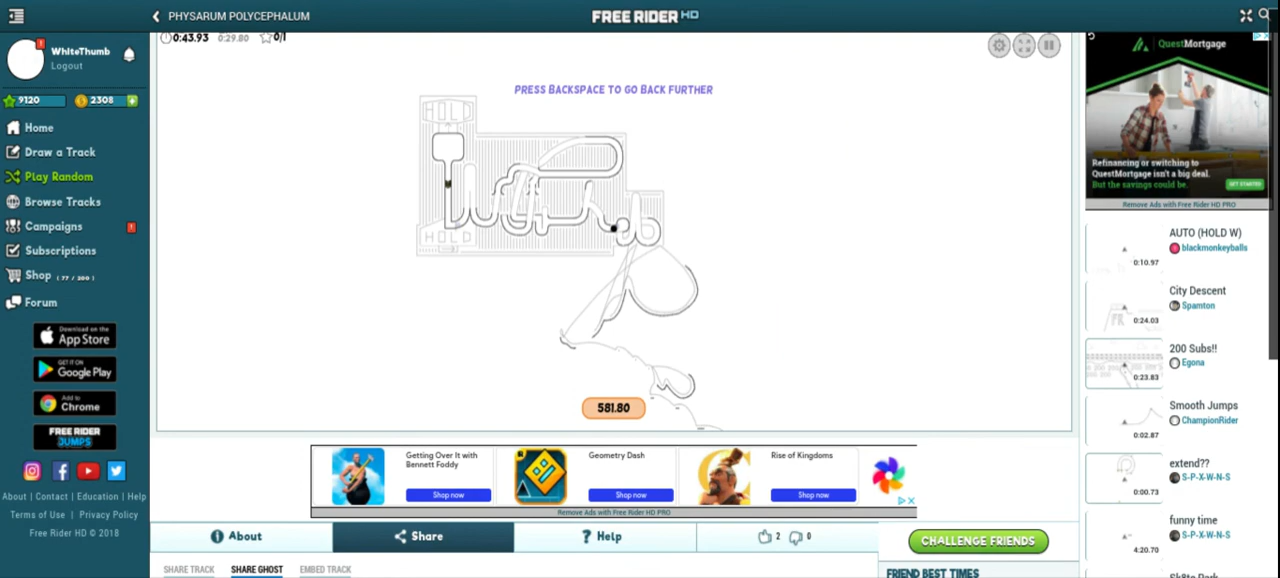 PHYSARUM POLYCEPHALUM
FREE RIDER HD
WhiteThumb
Logout
9120
2308
Home
Draw a Track
Play Random
Browse Tracks
Campaigns
Subscriptions
Shop ( 77 / 200 )
Forum
Download on the
App Store
GET IT ON
Google Play
Add to
Chrome
FREE RIDER
JUMPS
About | Contact | Education | Help
Terms of Use | Privacy Policy
Free Rider HD © 2018
0:43.93 0:29.80 0/1
PRESS BACKSPACE TO GO BACK FURTHER
HOLD
HOLD
581.80
Getting Over It with
Bennett Foddy
Shop now
Geometry Dash
Shop now
Rise of Kingdoms
Shop now
Remove Ads with Free Rider HD PRO
About
Share
Help
2 0
SHARE TRACK SHARE GHOST EMBED TRACK
CHALLENGE FRIENDS
FRIEND BEST TIMES
QuestMortgage
Refinancing or switching to
QuestMortgage isn't a big deal.
But the savings could be.
GET STARTED
Remove Ads with Free Rider HD PRO
AUTO (HOLD W)
blackmonkeyballs
0:10.97
City Descent
Spamton
FR
0:24.03
200 Subs!!
Egona
0:23.83
Smooth Jumps
ChampionRider
0:02.87
extend??
S-P-X-W-N-S
0:00.73
funny time
S-P-X-W-N-S
4:20.70